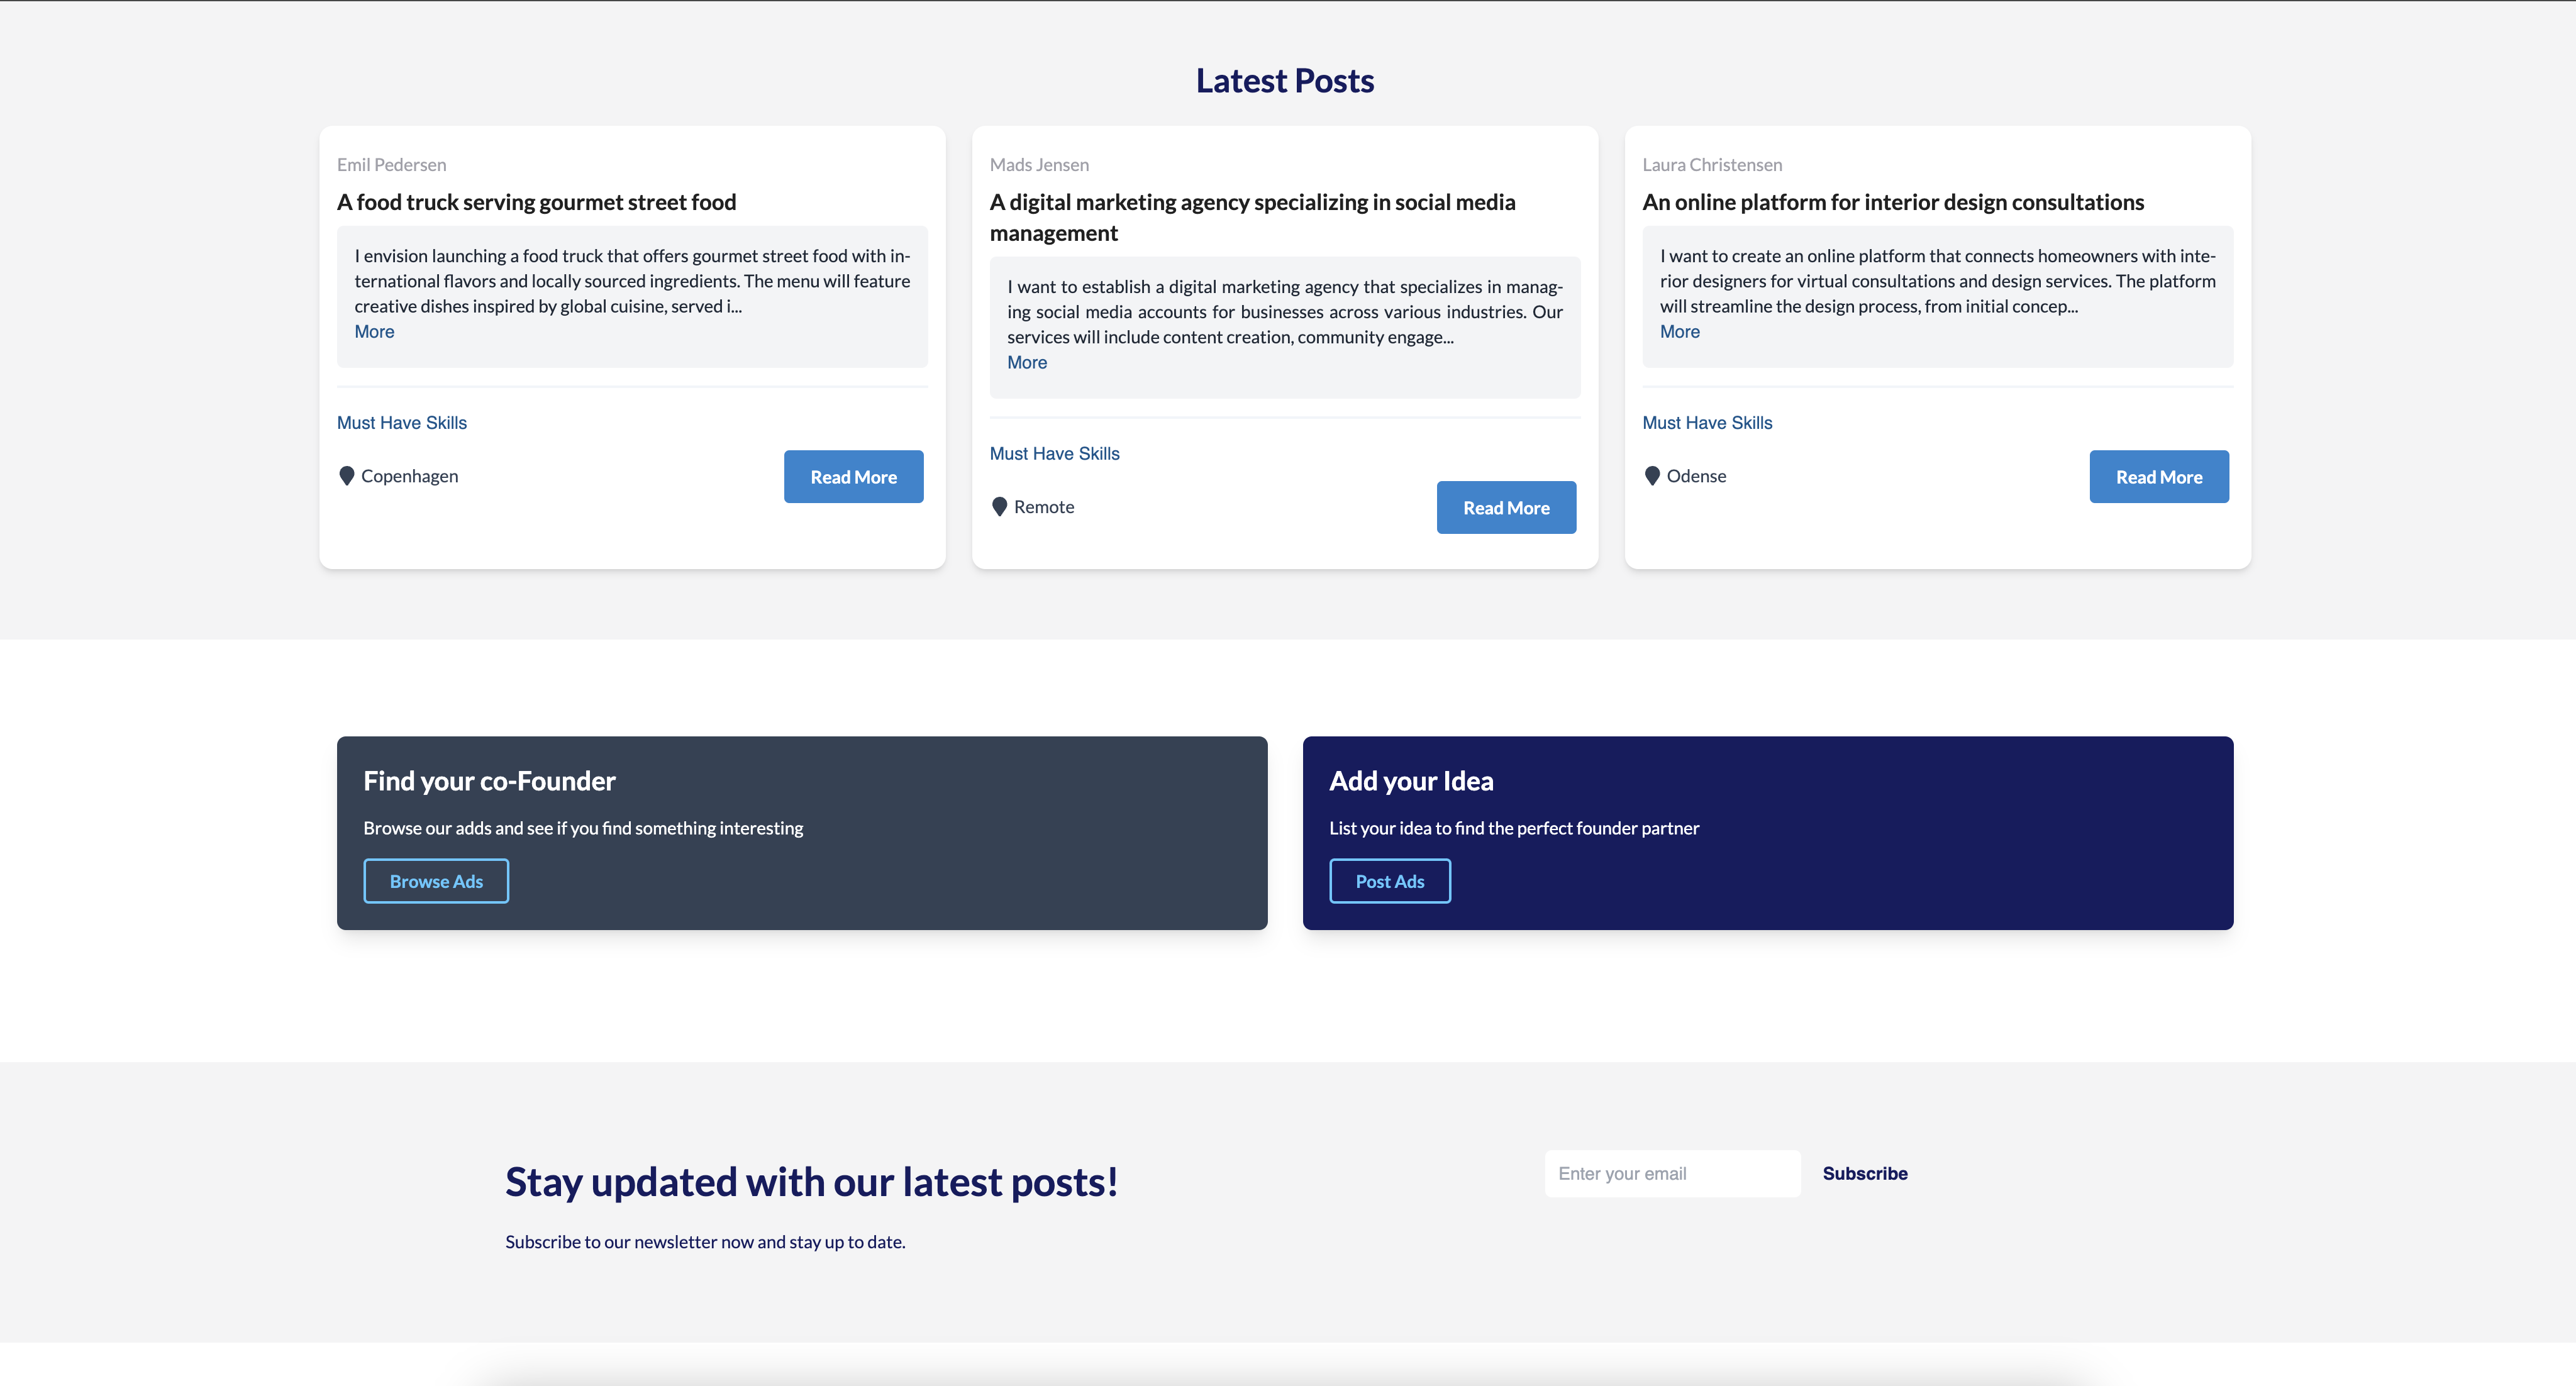 Latest Posts
Emil Pedersen
A food truck serving gourmet street food
I envision launching a food truck that offers gourmet street food with in-
ternational flavors and locally sourced ingredients. The menu will feature
creative dishes inspired by global cuisine, served i...
More
Must Have Skills
Copenhagen
Read More
Mads Jensen
A digital marketing agency specializing in social media
management
I want to establish a digital marketing agency that specializes in manag-
ing social media accounts for businesses across various industries. Our
services will include content creation, community engage...
More
Must Have Skills
Remote
Read More
Laura Christensen
An online platform for interior design consultations
I want to create an online platform that connects homeowners with inte-
rior designers for virtual consultations and design services. The platform
will streamline the design process, from initial concep...
More
Must Have Skills
Odense
Read More
Find your co-Founder
Browse our adds and see if you find something interesting
Browse Ads
Add your Idea
List your idea to find the perfect founder partner
Post Ads
Stay updated with our latest posts!
Subscribe to our newsletter now and stay up to date.
Enter your email
Subscribe